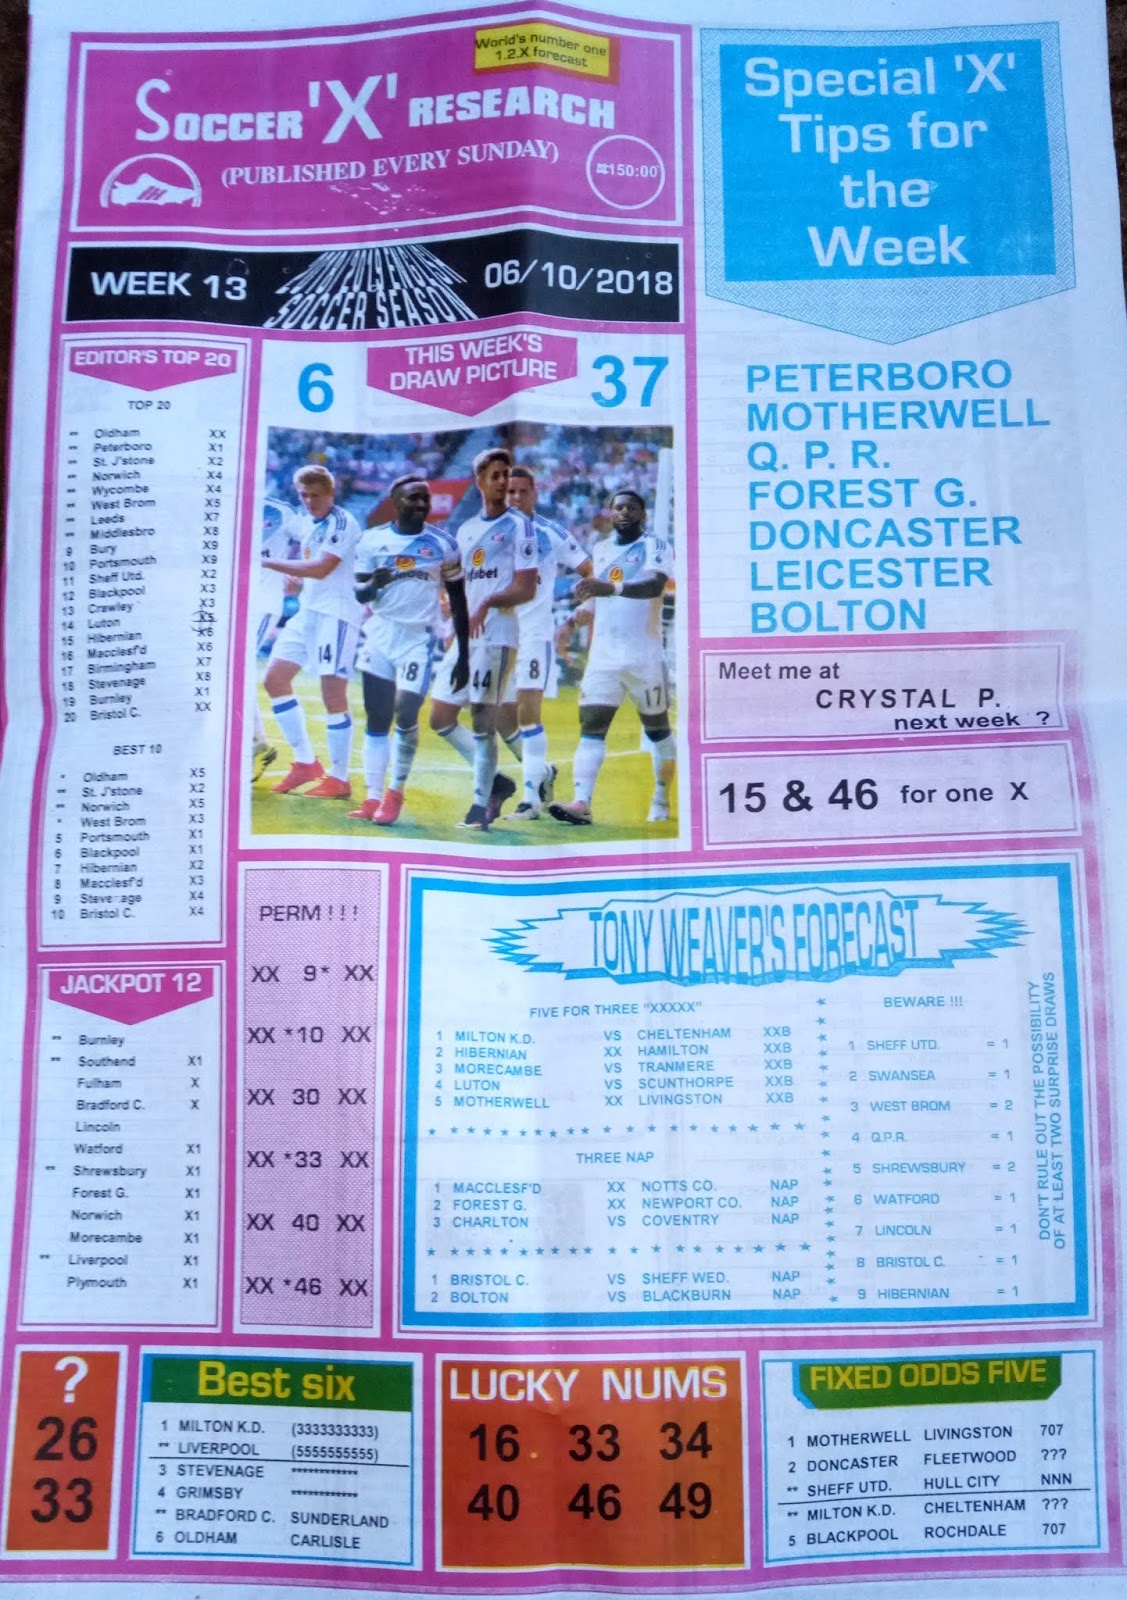 World's number one
1.2.X forecast
SOCCER 'X' RESEARCH
(PUBLISHED EVERY SUNDAY)
₦150:00
WEEK 13
2018/2019 ENGLISH
SOCCER SEASON
06/10/2018
Special 'X'
Tips for
the
Week
PETERBORO
MOTHERWELL
Q. P. R.
FOREST G.
DONCASTER
LEICESTER
BOLTON
Meet me at
CRYSTAL P.
next week ?
15 & 46 for one X
EDITOR'S TOP 20
TOP 20
** Oldham XX
** Peterboro X1
** St. J'stone X2
** Norwich X4
** Wycombe X4
** West Brom X5
** Leeds X7
** Middlesbro X8
9 Bury X9
10 Portsmouth X9
11 Sheff Utd. X2
12 Blackpool X3
13 Crawley X3
14 Luton X5
15 Hibernian X6
16 Macclesf'd X6
17 Birmingham X7
18 Stevenage X8
19 Burnley X1
20 Bristol C. XX
BEST 10
* Oldham X5
** St. J'stone X2
** Norwich X5
* West Brom X3
5 Portsmouth X1
6 Blackpool X1
7 Hibernian X2
8 Macclesf'd X3
9 Stevenage X4
10 Bristol C. X4
6
THIS WEEK'S
DRAW PICTURE
37
14
8
44
8
17
JACKPOT 12
** Burnley
** Southend X1
Fulham X
Bradford C. X
Lincoln
Watford X1
** Shrewsbury X1
Forest G. X1
Norwich X1
Morecambe X1
** Liverpool X1
Plymouth X1
PERM ! ! !
XX 9* XX
XX *10 XX
XX 30 XX
XX *33 XX
XX 40 XX
XX *46 XX
TONY WEAVER'S FORECAST
FIVE FOR THREE "XXXXX"
1 MILTON K.D. VS CHELTENHAM XXB
2 HIBERNIAN XX HAMILTON XXB
3 MORECAMBE VS TRANMERE XXB
4 LUTON VS SCUNTHORPE XXB
5 MOTHERWELL XX LIVINGSTON XXB
THREE NAP
1 MACCLESF'D XX NOTTS CO. NAP
2 FOREST G. XX NEWPORT CO. NAP
3 CHARLTON VS COVENTRY NAP
1 BRISTOL C. VS SHEFF WED. NAP
2 BOLTON VS BLACKBURN NAP
BEWARE !!!
1 SHEFF UTD. = 1
2 SWANSEA = 1
3 WEST BROM = 2
4 Q.P.R. = 1
5 SHREWSBURY = 2
6 WATFORD = 1
7 LINCOLN = 1
8 BRISTOL C. = 1
9 HIBERNIAN = 1
DON'T RULE OUT THE POSSIBILITY
OF AT LEAST TWO SURPRISE DRAWS
?
26
33
Best six
1 MILTON K.D. (3333333333)
** LIVERPOOL (5555555555)
3 STEVENAGE ************
4 GRIMSBY ************
** BRADFORD C. SUNDERLAND
6 OLDHAM CARLISLE
LUCKY NUMS
16 33 34
40 46 49
FIXED ODDS FIVE
1 MOTHERWELL LIVINGSTON 707
2 DONCASTER FLEETWOOD ???
** SHEFF UTD. HULL CITY NNN
** MILTON K.D. CHELTENHAM ???
5 BLACKPOOL ROCHDALE 707